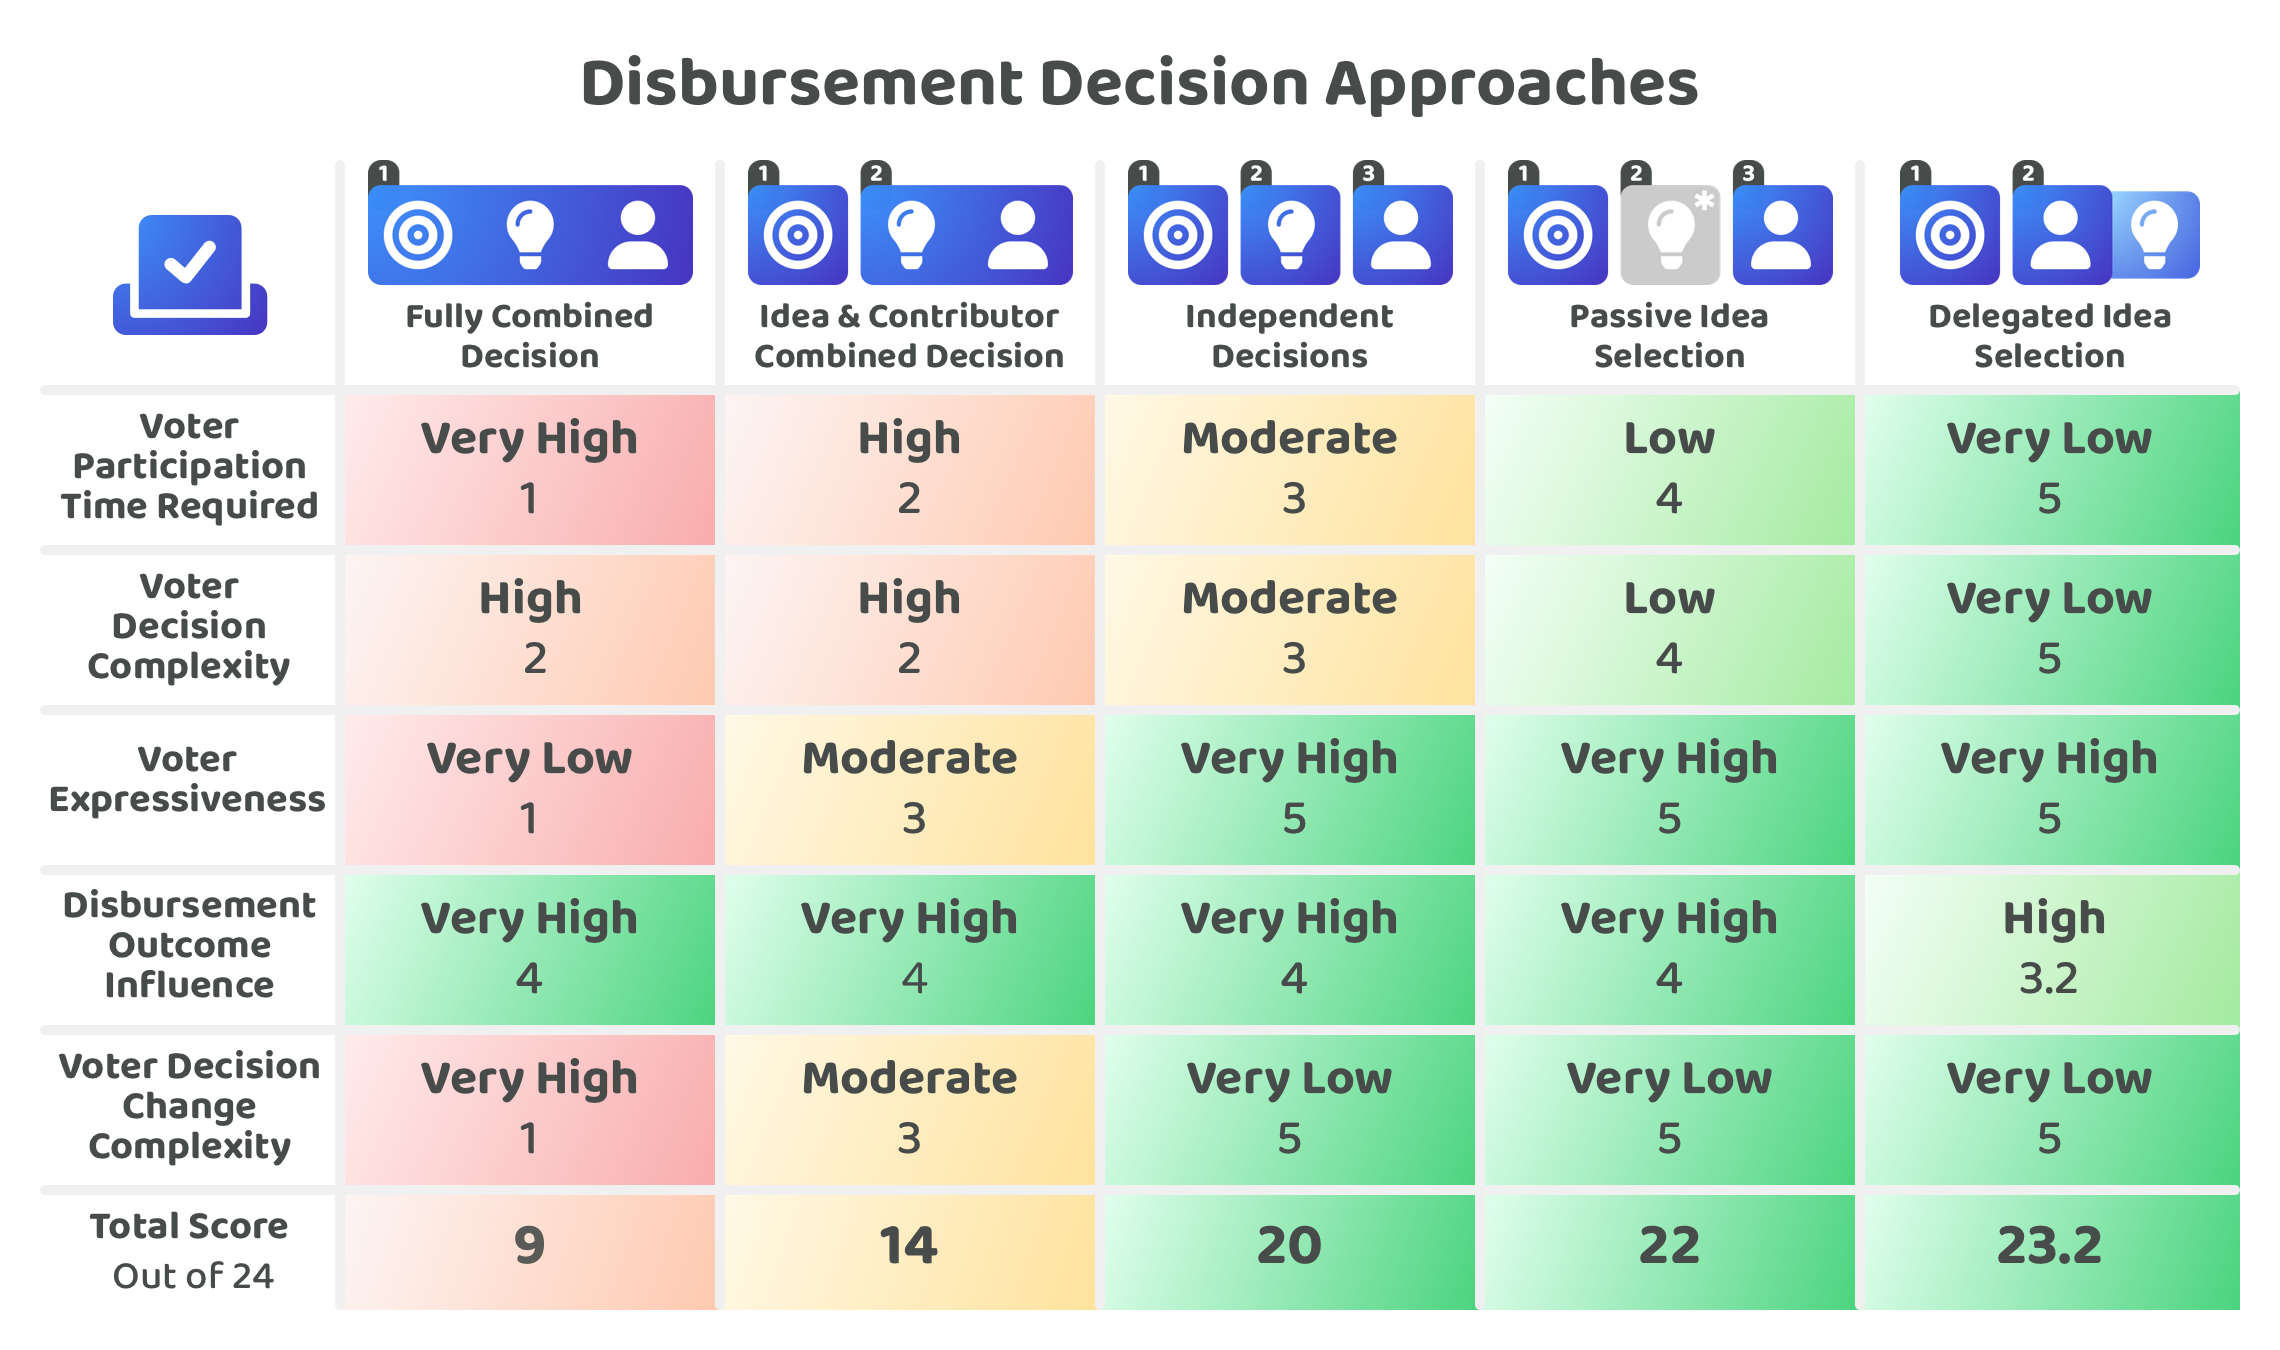 Disbursement Decision Approaches
1
1 2
1 2 3
1 2 * 3
1 2
Fully Combined
Decision
Idea & Contributor
Combined Decision
Independent
Decisions
Passive Idea
Selection
Delegated Idea
Selection
Voter
Participation
Time Required
Very High
1
High
2
Moderate
3
Low
4
Very Low
5
Voter
Decision
Complexity
High
2
High
2
Moderate
3
Low
4
Very Low
5
Voter
Expressiveness
Very Low
1
Moderate
3
Very High
5
Very High
5
Very High
5
Disbursement
Outcome
Influence
Very High
4
Very High
4
Very High
4
Very High
4
High
3.2
Voter Decision
Change
Complexity
Very High
1
Moderate
3
Very Low
5
Very Low
5
Very Low
5
Total Score
Out of 24
9
14
20
22
23.2